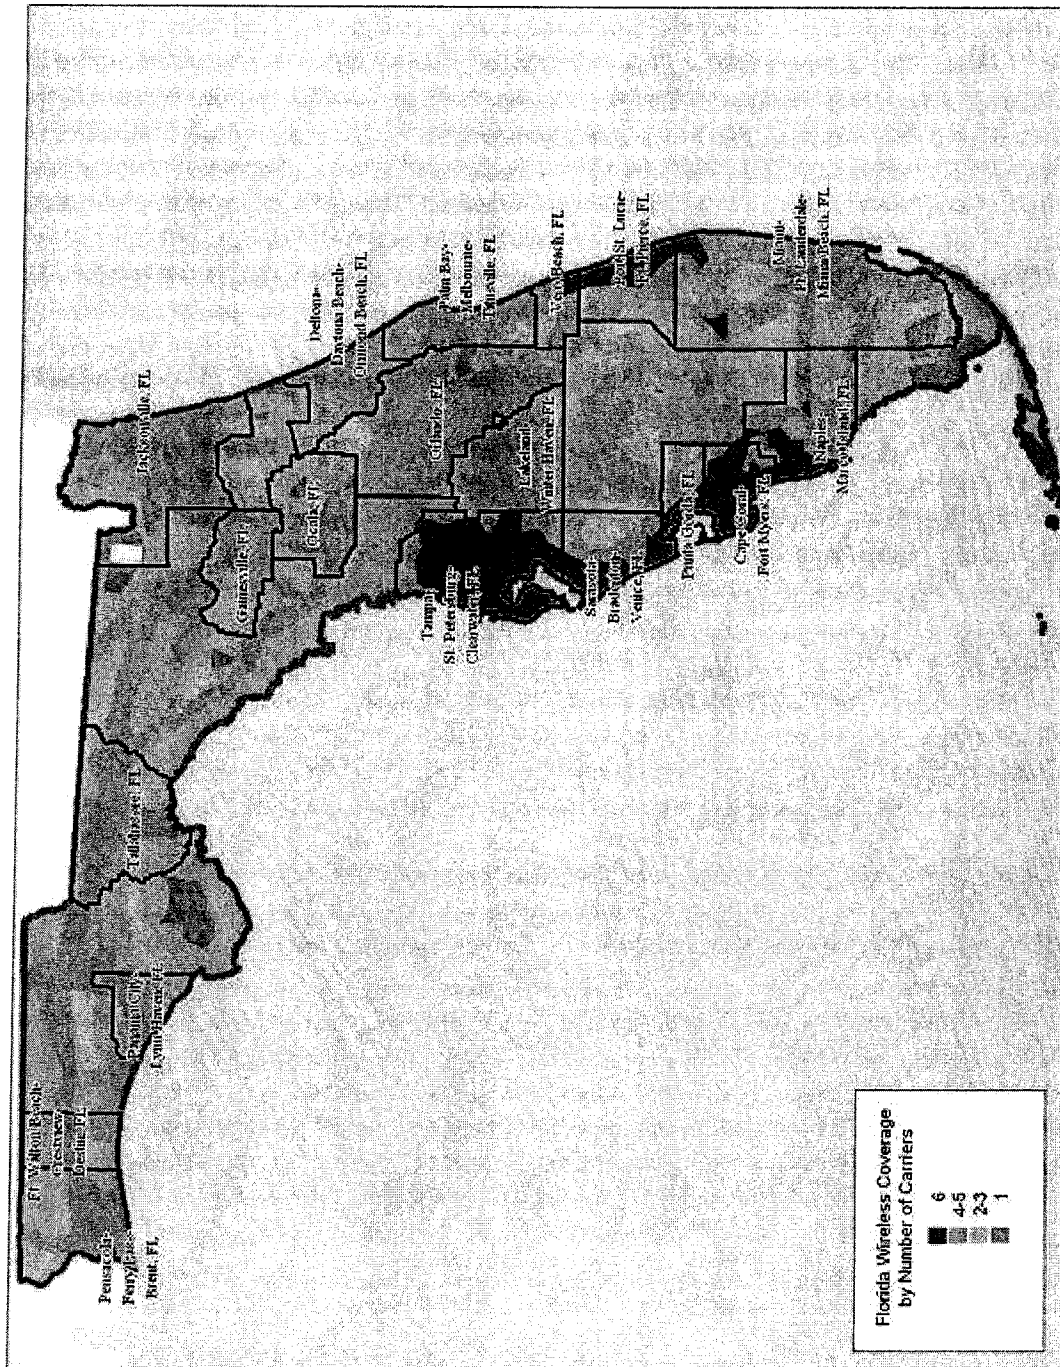 Ft. Walton Beach-
Crestview-
Destin, FL
Pensacola-
Ferry Pass-
Brent, FL
Panama City-
Lynn Haven, FL
Tallahassee, FL
Gainesville, FL
Jacksonville, FL
Ocala, FL
Deltona-
Daytona Beach-
Ormond Beach, FL
Orlando, FL
Palm Bay-
Melbourne-
Titusville, FL
Lakeland-
Winter Haven, FL
Tampa-
St. Petersburg-
Clearwater, FL
Vero Beach, FL
Sarasota-
Bradenton-
Venice, FL
Port St. Lucie-
Fort Pierce, FL
Punta Gorda, FL
Cape Coral-
Fort Myers, FL
Naples-
Marco Island, FL
Miami-
Ft Lauderdale-
Miami Beach, FL
Florida Wireless Coverage
by Number of Carriers
6
4-5
2-3
1